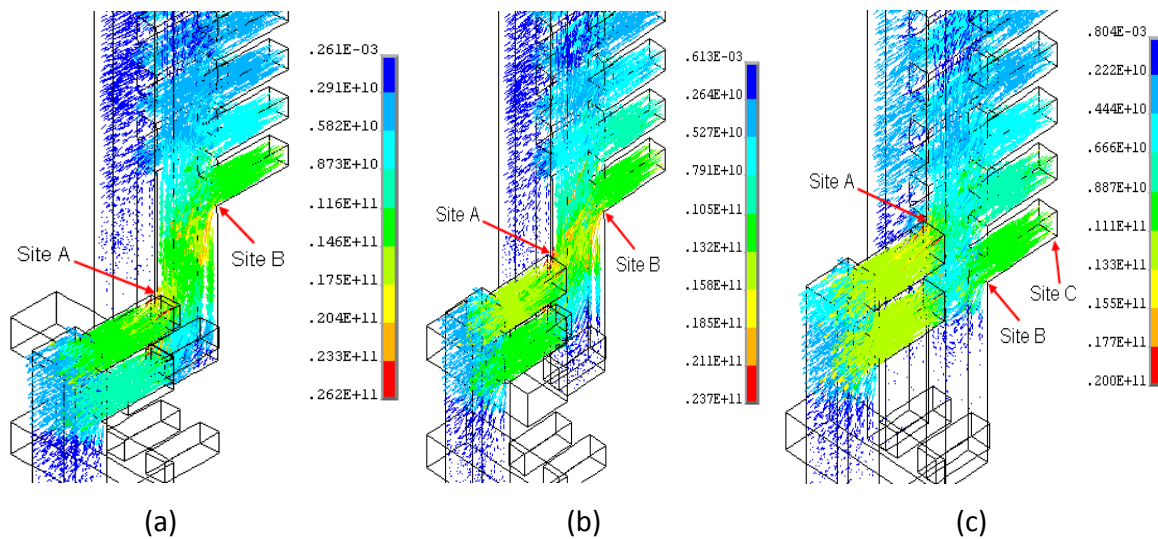 .261E-03
.291E+10
.582E+10
.873E+10
.116E+11
.146E+11
.175E+11
.204E+11
.233E+11
.262E+11
Site A
Site B
(a)
.613E-03
.264E+10
.527E+10
.791E+10
.105E+11
.132E+11
.158E+11
.185E+11
.211E+11
.237E+11
Site A
Site B
(b)
.804E-03
.222E+10
.444E+10
.666E+10
.887E+10
.111E+11
.133E+11
.155E+11
.177E+11
.200E+11
Site A
Site C
Site B
(c)